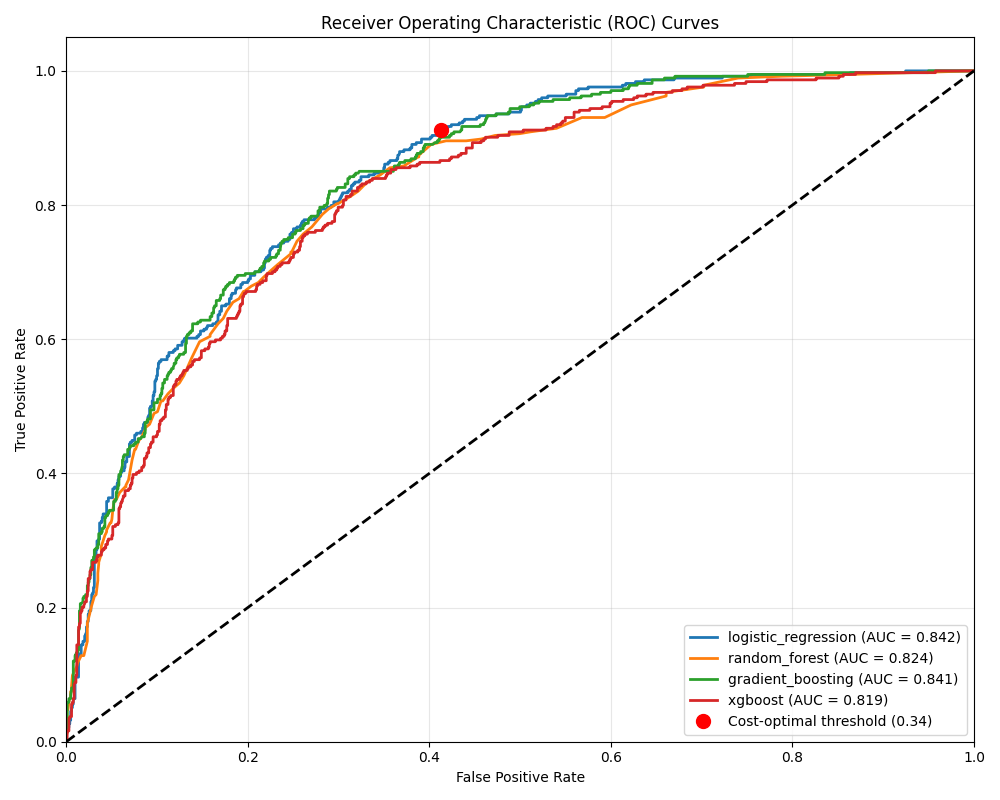 Receiver Operating Characteristic (ROC) Curves
True Positive Rate
1.0
0.8
0.6
0.4
0.2
0.0
0.0 0.2 0.4 0.6 0.8 1.0
False Positive Rate
logistic_regression (AUC = 0.842)
random_forest (AUC = 0.824)
gradient_boosting (AUC = 0.841)
xgboost (AUC = 0.819)
Cost-optimal threshold (0.34)